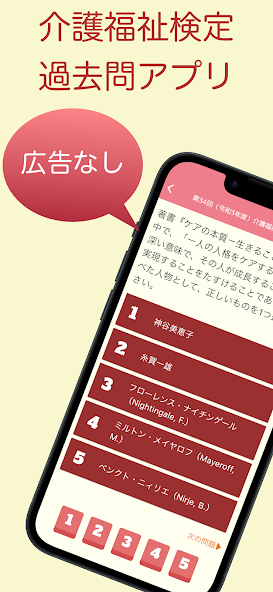 介護福祉検定
過去問アプリ
広告なし
第34回（令和3年度）介護福祉
著書『ケアの本質－生きるこ
中で、「一人の人格をケアする
深い意味で、その人が成長するこ
実現することをたすけることであ
べた人物として、正しいものを1つ
さい。
1 神谷美恵子
2 糸賀一雄
3 フローレンス・ナイチンゲール
(Nightingale, F.)
4 ミルトン・メイヤロフ（Mayeroff,
M.）
5 ベンクト・ニィリエ（Nirje, B.）
次の問題
1 2 3 4 5